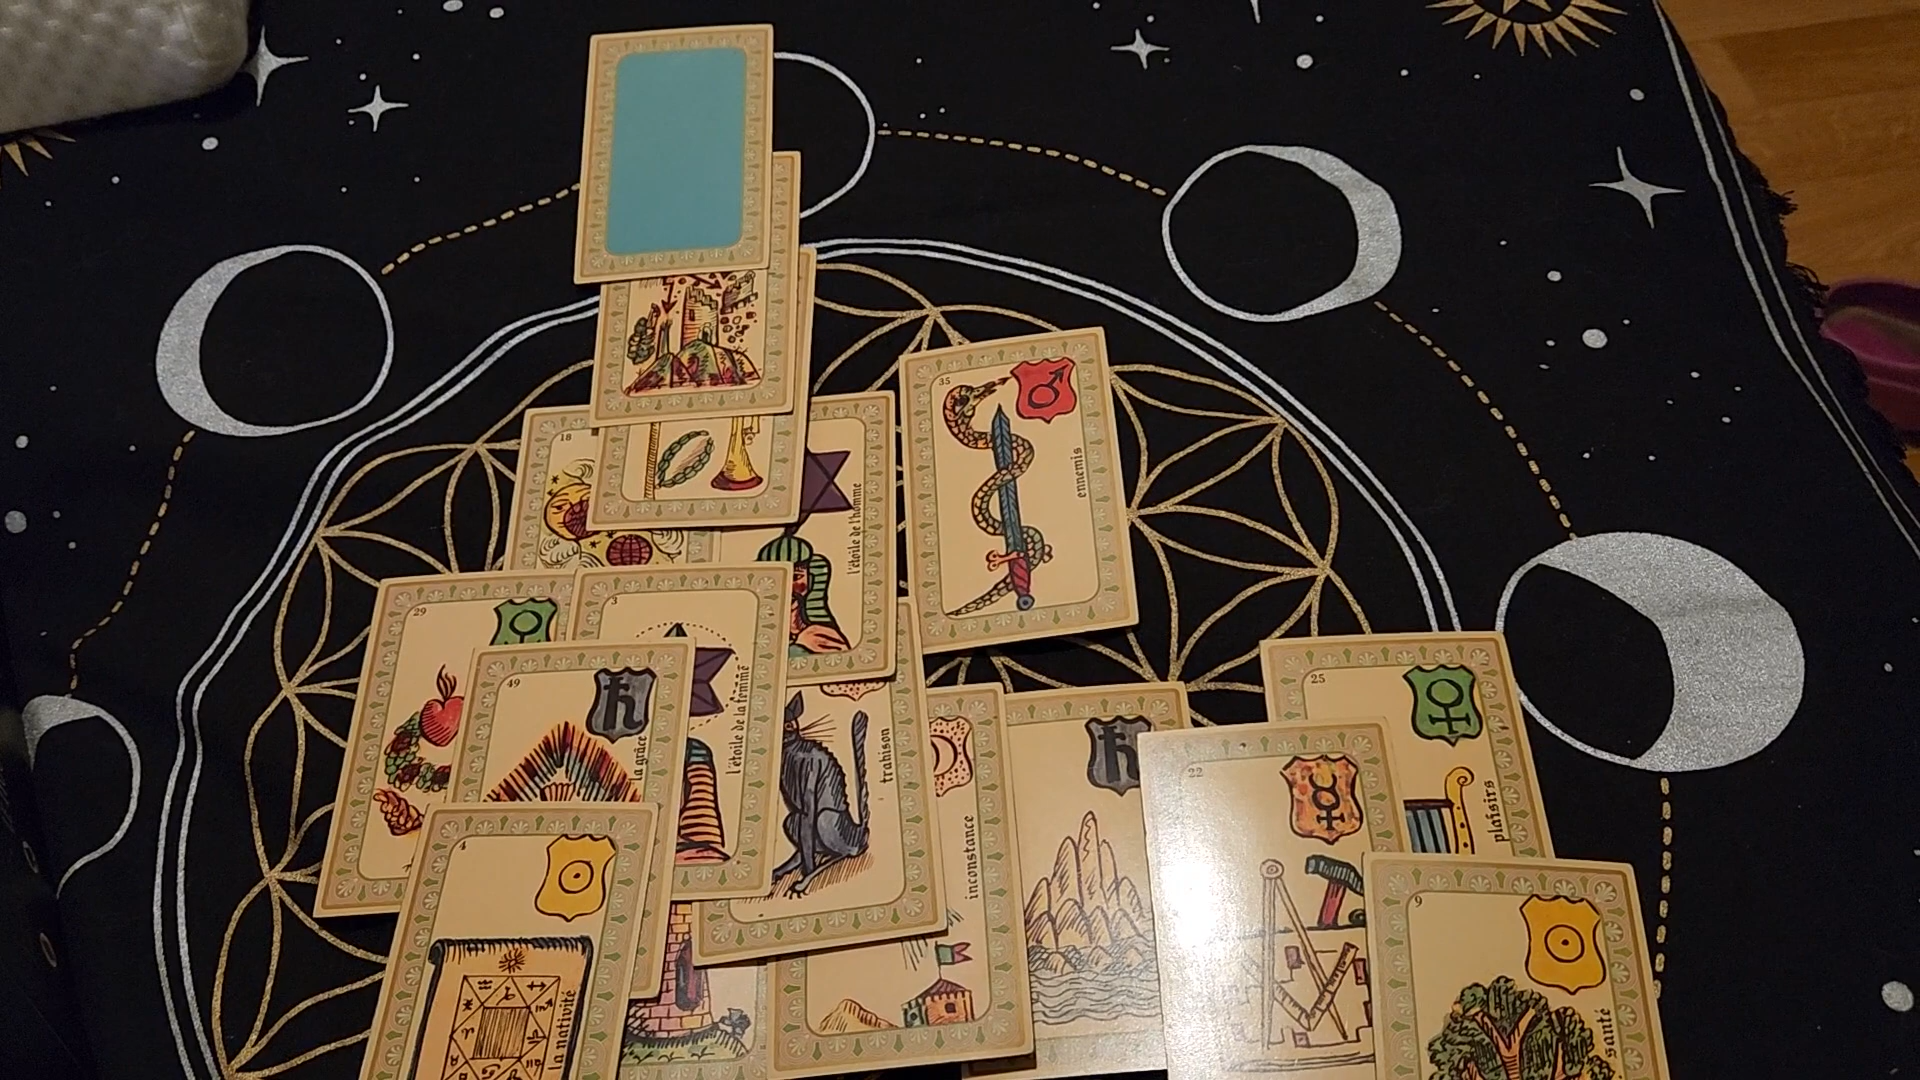 35
ennemis
18
l'étoile de l'homme
29
3
l'étoile de la femme
49
la grâce
trahison
inconstance
25
plaisirs
22
4
la nativité
9
santé